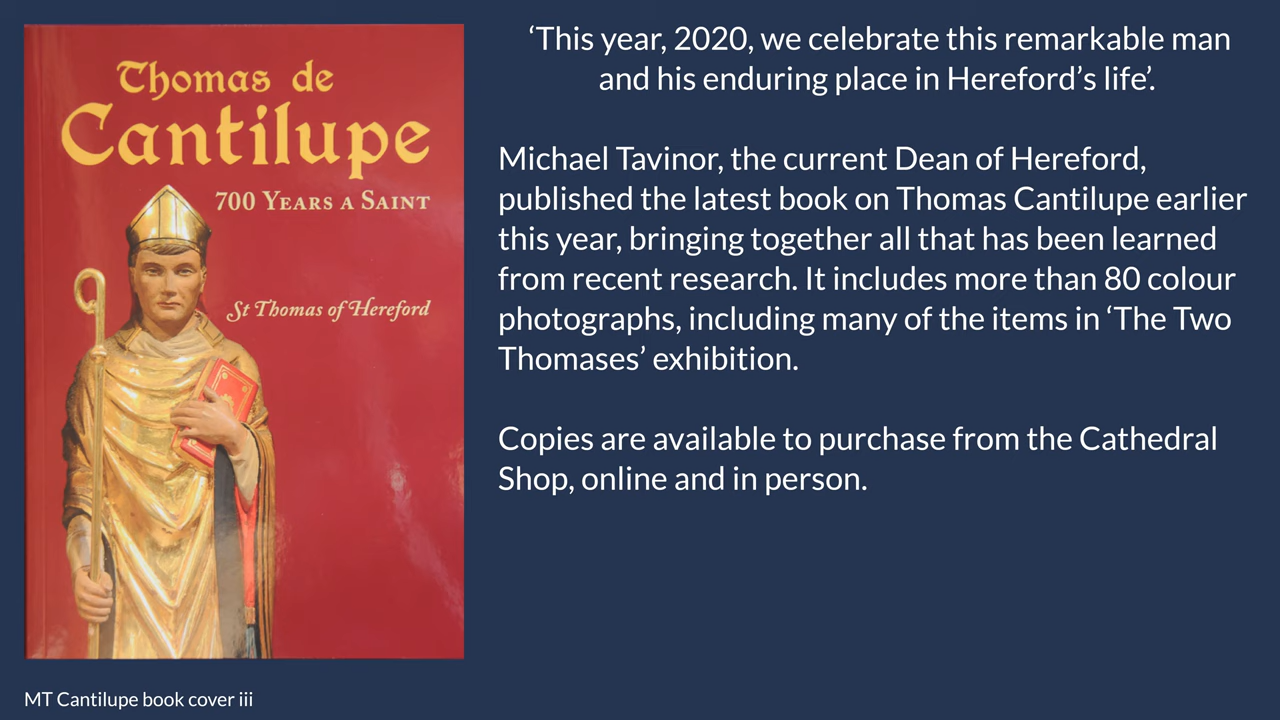 Thomas de
Cantilupe
700 Years a Saint
St Thomas of Hereford
‘This year, 2020, we celebrate this remarkable man
and his enduring place in Hereford’s life’.
Michael Tavinor, the current Dean of Hereford,
published the latest book on Thomas Cantilupe earlier
this year, bringing together all that has been learned
from recent research. It includes more than 80 colour
photographs, including many of the items in ‘The Two
Thomases’ exhibition.
Copies are available to purchase from the Cathedral
Shop, online and in person.
MT Cantilupe book cover iii